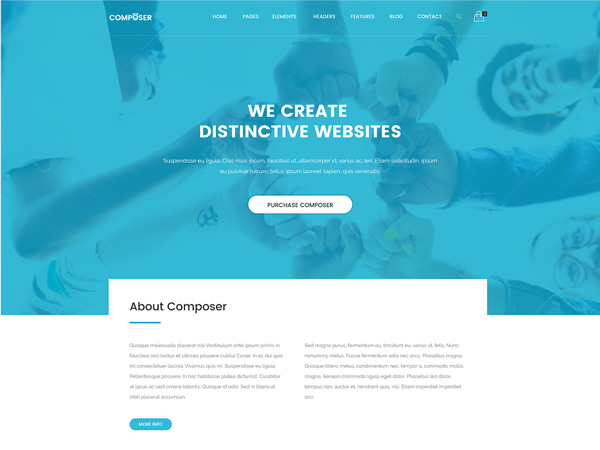 COMPOSER
HOME PAGES ELEMENTS HEADERS FEATURES BLOG CONTACT
WE CREATE
DISTINCTIVE WEBSITES
Suspendisse eu ligula. Cras risus ipsum, faucibus ut, ullamcorper id, varius ac, leo. Etiam sollicitudin, ipsum
eu pulvinar rutrum, tellus ipsum laoreet sapien, quis venenatis.
PURCHASE COMPOSER
About Composer
Quisque malesuada placerat nisl Vestibulum ante ipsum primis in
faucibus orci luctus et ultrices posuere cubilia Curae; In ac dui quis
mi consectetuer lacinia. Vivamus quis mi. Suspendisse eu ligula.
Pellentesque posuere. In hac habitasse platea dictumst. Curabitur
at lacus ac velit ornare lobortis. Quisque id odio. Sed in libero ut
nibh placerat accumsan.
MORE INFO
Sed magna purus, fermentum eu, tincidunt eu, varius ut, felis. Nunc
nonummy metus. Fusce fermentum odio nec arcu. Phasellus magna.
Quisque libero metus, condimentum nec, tempor a, commodo mollis,
magna. Aenean commodo ligula eget dolor. Phasellus leo dolor,
tempus non, auctor et, hendrerit quis, nisi. Etiam imperdiet imperdiet
orci.